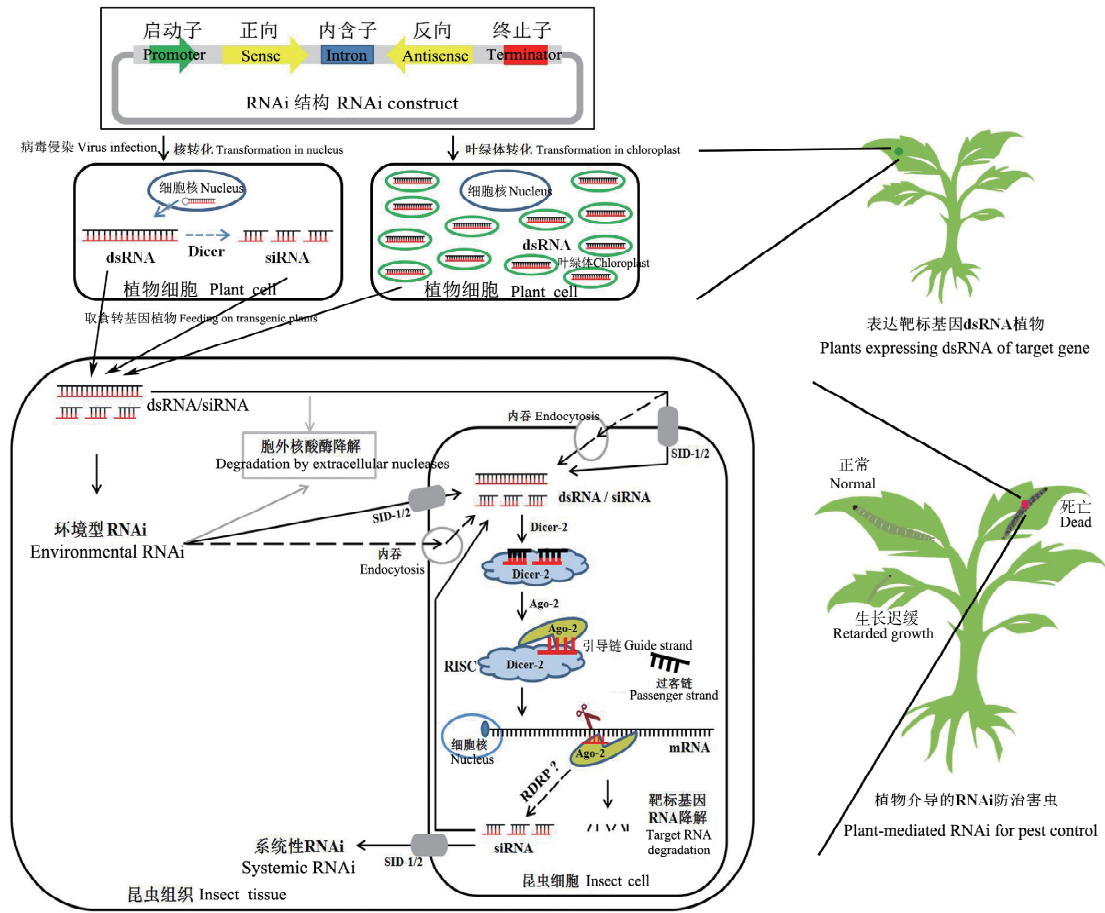 启动子 正向 内含子 反向 终止子
Promoter Sense Intron Antisense Terminator
RNAi 结构 RNAi construct
病毒侵染 Virus infection
核转化 Transformation in nucleus
叶绿体转化 Transformation in chloroplast
细胞核 Nucleus
dsRNA
Dicer
siRNA
植物细胞 Plant cell
细胞核 Nucleus
dsRNA
叶绿体Chloroplast
植物细胞 Plant cell
取食转基因植物 Feeding on transgenic plants
表达靶标基因dsRNA植物
Plants expressing dsRNA of target gene
dsRNA/siRNA
胞外核酸酶降解
Degradation by extracellular nucleases
内吞 Endocytosis
SID-1/2
环境型 RNAi
Environmental RNAi
SID-1/2
内吞
Endocytosis
dsRNA / siRNA
Dicer-2
Dicer-2
Ago-2
Ago-2
Dicer-2
RISC
引导链 Guide strand
过客链
Passenger strand
细胞核
Nucleus
mRNA
Ago-2
RDRP ?
siRNA
靶标基因
RNA降解
Target RNA
degradation
系统性RNAi
Systemic RNAi
SID-1/2
昆虫细胞 Insect cell
昆虫组织 Insect tissue
正常
Normal
死亡
Dead
生长迟缓
Retarded growth
植物介导的RNAi防治害虫
Plant-mediated RNAi for pest control